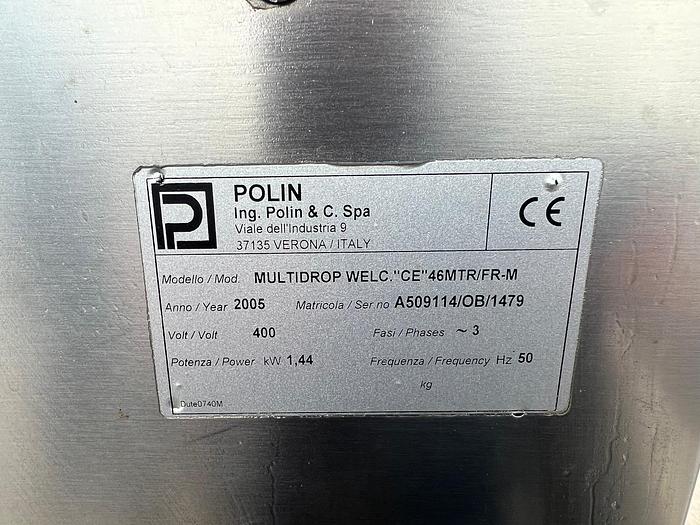 POLIN
Ing. Polin & C. Spa
Viale dell'Industria 9
37135 VERONA / ITALY
CE
Modello / Mod. MULTIDROP WELC."CE"46MTR/FR-M
Anno / Year 2005 Matricola / Ser no A509114/OB/1479
Volt / Volt 400 Fasi / Phases ~ 3
Potenza / Power kW 1,44 Frequenza / Frequency Hz 50
kg
Dute0740M